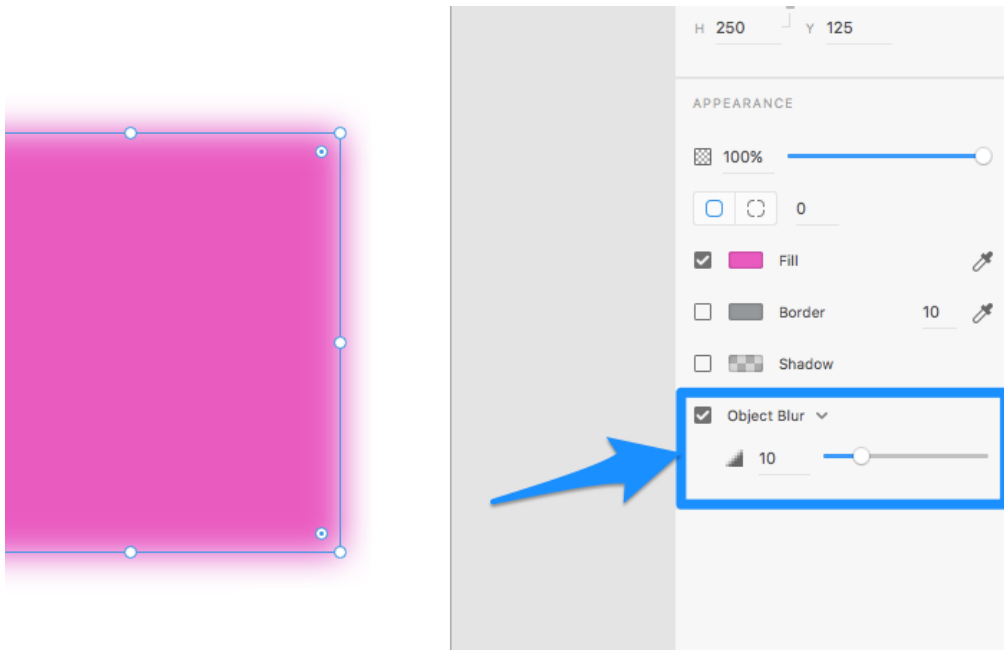 H 250 Y 125
APPEARANCE
100%
0
Fill
Border 10
Shadow
Object Blur
10